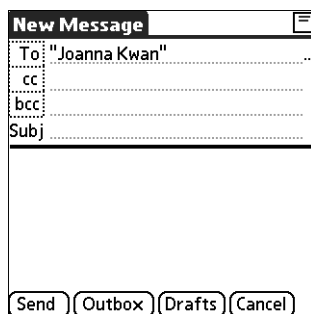 New Message
To "Joanna Kwan" ..
cc
bcc
Subj
Send Outbox Drafts Cancel